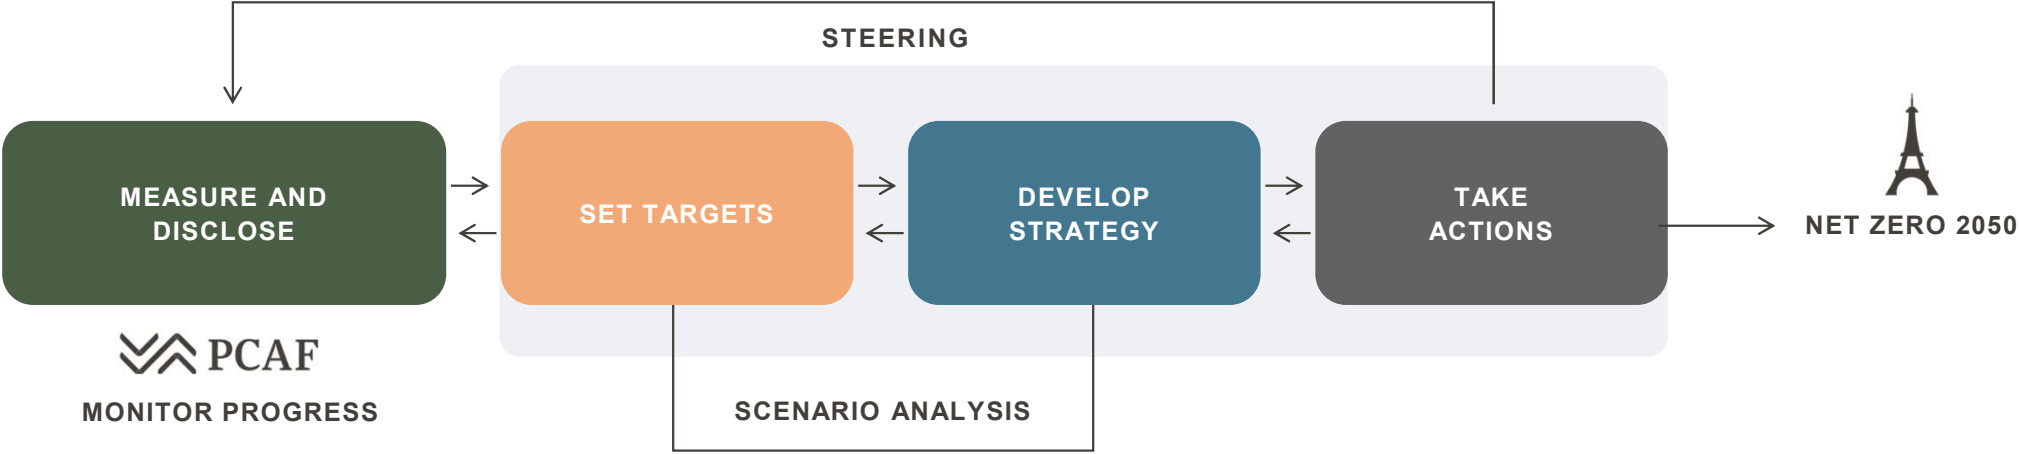 STEERING
MEASURE AND
DISCLOSE
SET TARGETS
DEVELOP
STRATEGY
TAKE
ACTIONS
NET ZERO 2050
PCAF
MONITOR PROGRESS
SCENARIO ANALYSIS